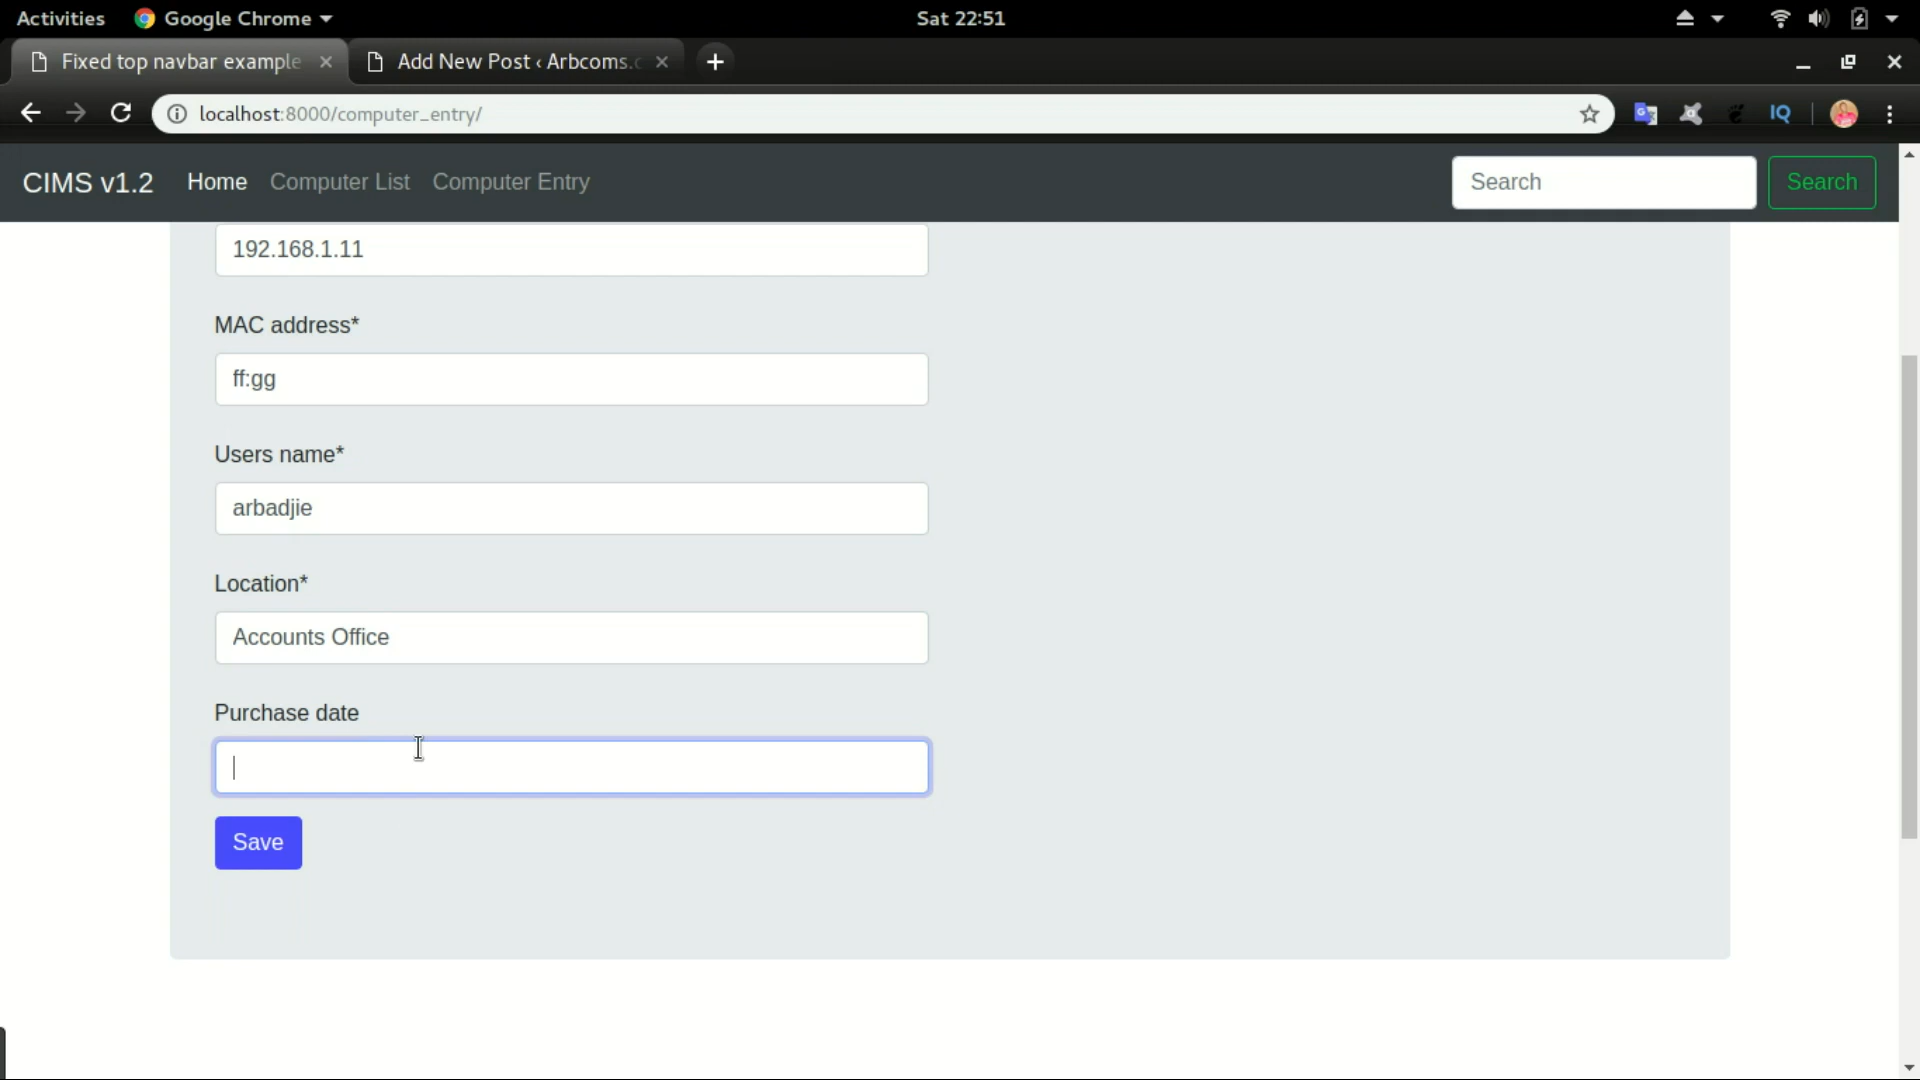 Activities Google Chrome Sat 22:51
Fixed top navbar example Add New Post ‹ Arbcoms.
localhost:8000/computer_entry/ IQ
CIMS v1.2 Home Computer List Computer Entry Search Search
192.168.1.11
MAC address*
ff:gg
Users name*
arbadjie
Location*
Accounts Office
Purchase date
Save